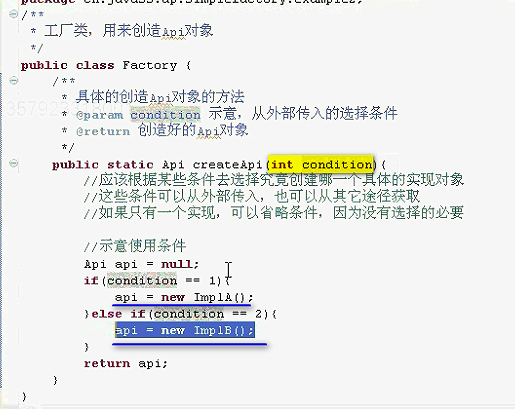 package cn.javass.dp.simplefactory.example2;
/**
* 工厂类，用来创造Api对象
*/
public class Factory {
/**
* 具体的创造Api对象的方法
* @param condition 示意，从外部传入的选择条件
* @return 创造好的Api对象
*/
public static Api createApi(int condition){
//应该根据某些条件去选择究竟创建哪一个具体的实现对象
//这些条件可以从外部传入，也可以从其它途径获取
//如果只有一个实现，可以省略条件，因为没有选择的必要
//示意使用条件
Api api = null;
if(condition == 1){
api = new ImplA();
}else if(condition == 2){
api = new ImplB();
}
return api;
}
}